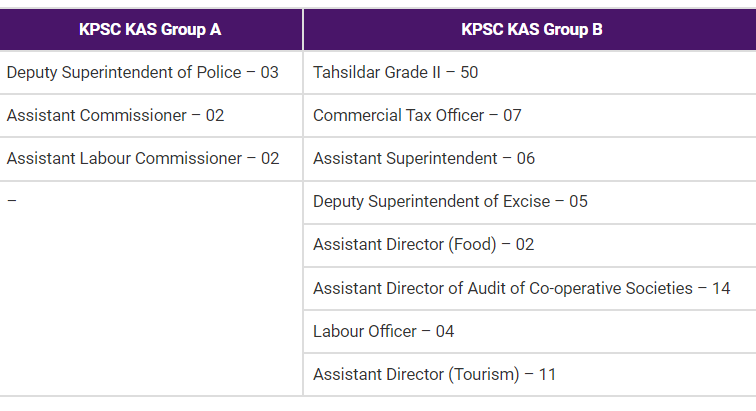 KPSC KAS Group A KPSC KAS Group B
Deputy Superintendent of Police – 03 Tahsildar Grade II – 50
Assistant Commissioner – 02 Commercial Tax Officer – 07
Assistant Labour Commissioner – 02 Assistant Superintendent – 06
– Deputy Superintendent of Excise – 05
Assistant Director (Food) – 02
Assistant Director of Audit of Co-operative Societies – 14
Labour Officer – 04
Assistant Director (Tourism) – 11